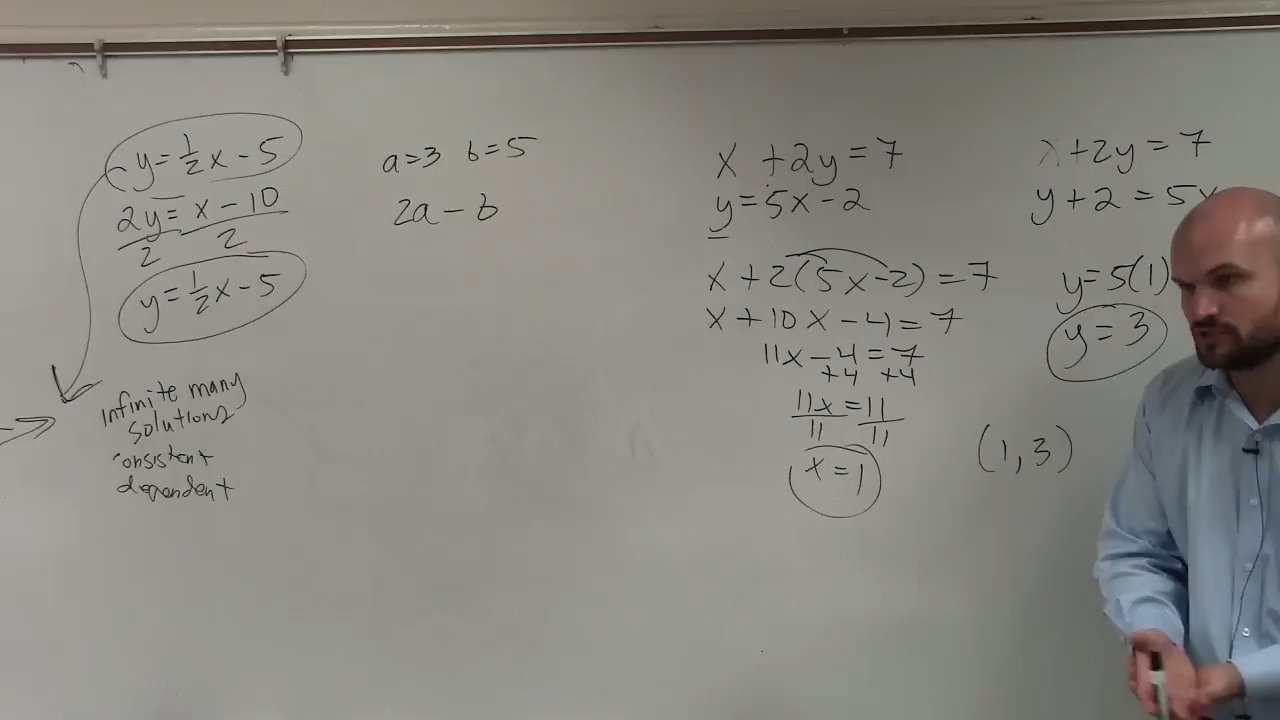 y=½x-5
2y=x-10
2 2
y=½x-5
infinite many
solutions
consistent
dependent
a=3 b=5
2a-b
x+2y=7
y=5x-2
x+2(5x-2)=7
x+10x-4=7
11x-4=7
+4 +4
11x=11
11 11
x=1
x+2y=7
y+2=5x
y=5(1)
y=3
(1,3)